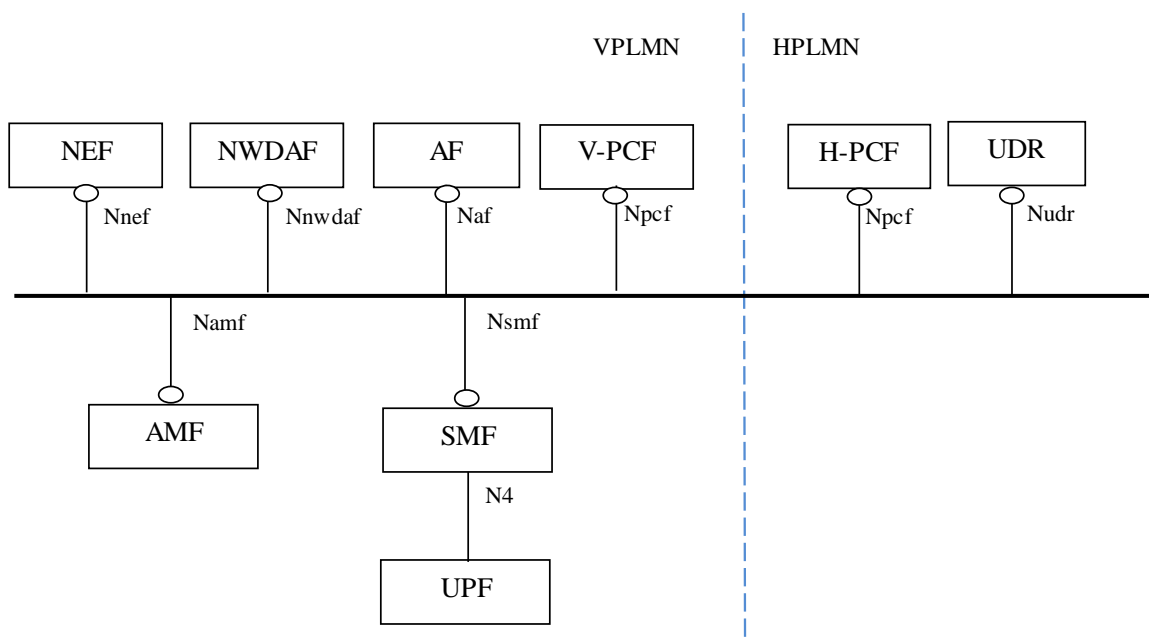 VPLMN HPLMN
NEF NWDAF AF V-PCF H-PCF UDR
Nnef Nnwdaf Naf Npcf Npcf Nudr
Namf Nsmf
AMF SMF
N4
UPF